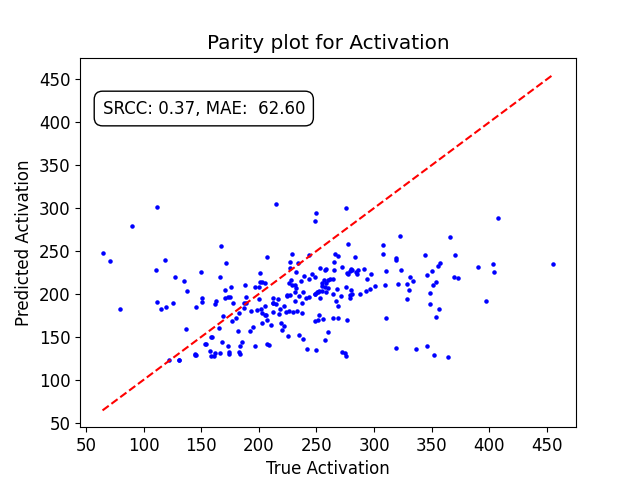 Parity plot for Activation
SRCC: 0.37, MAE:  62.60
Predicted Activation
450
400
350
300
250
200
150
100
50
50 100 150 200 250 300 350 400 450
True Activation